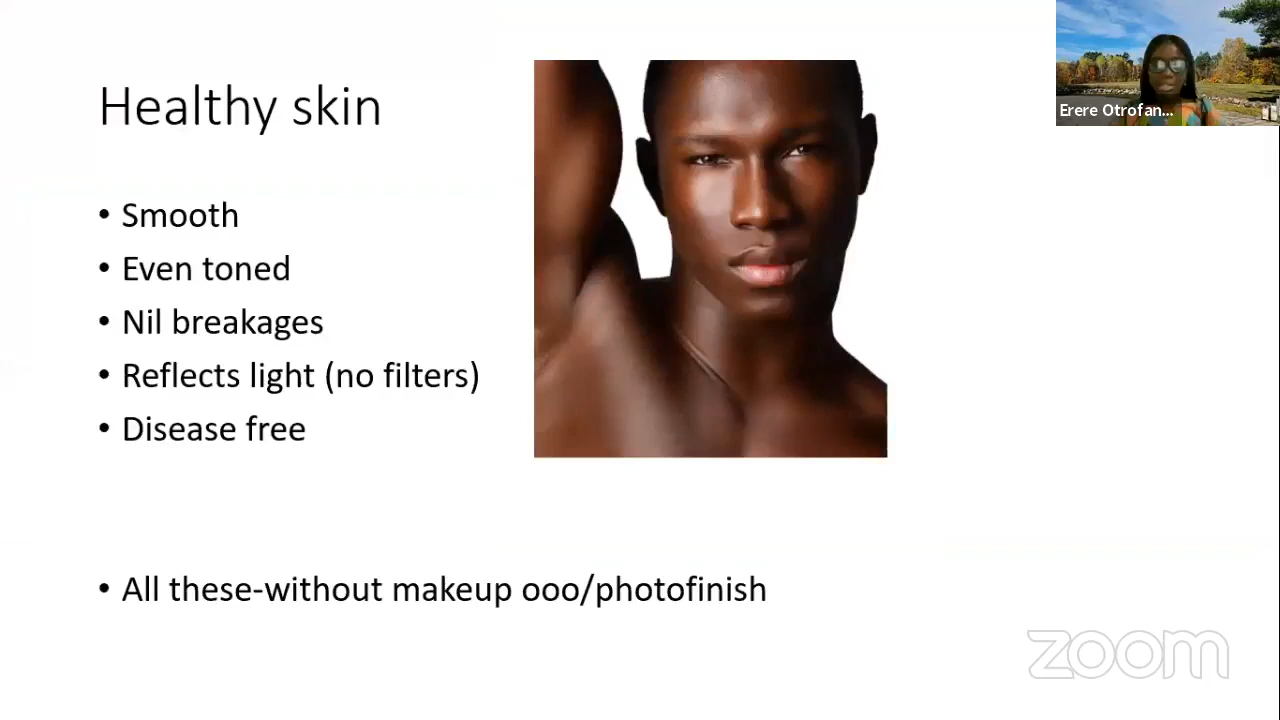 Healthy skin
• Smooth
• Even toned
• Nil breakages
• Reflects light (no filters)
• Disease free
• All these-without makeup ooo/photofinish
Erere Otrofan...
zoom